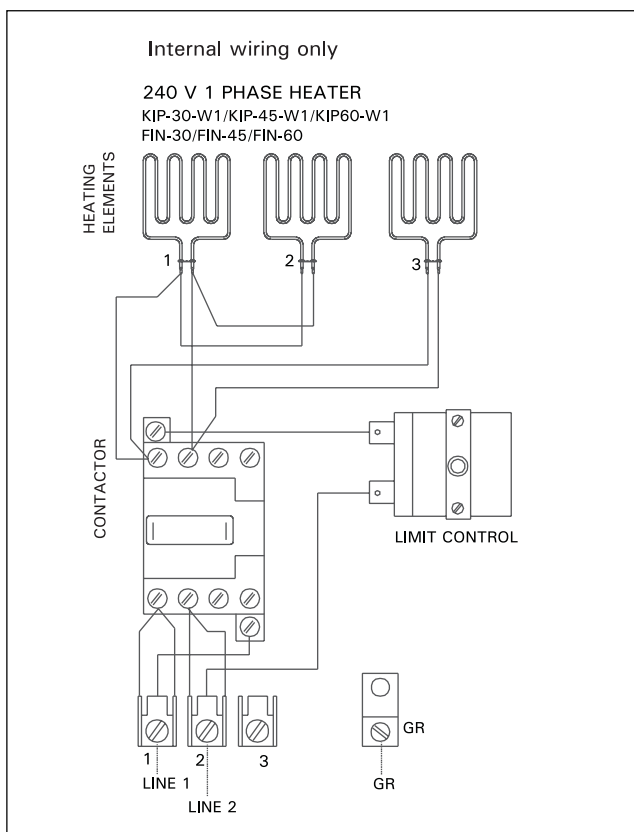 Internal wiring only
240 V 1 PHASE HEATER
KIP-30-W1/KIP-45-W1/KIP60-W1
FIN-30/FIN-45/FIN-60
HEATING
ELEMENTS
1
2
3
CONTACTOR
LIMIT CONTROL
1
2
3
LINE 1
LINE 2
GR
GR